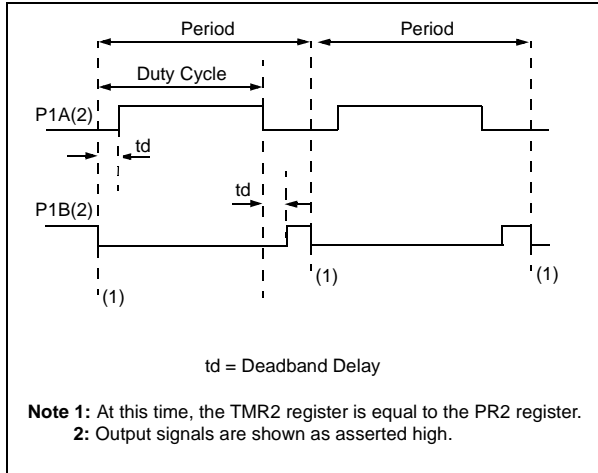 Period Period
Duty Cycle
P1A(2)
td
td
P1B(2)
(1) (1) (1)
td = Deadband Delay
Note 1: At this time, the TMR2 register is equal to the PR2 register.
2: Output signals are shown as asserted high.